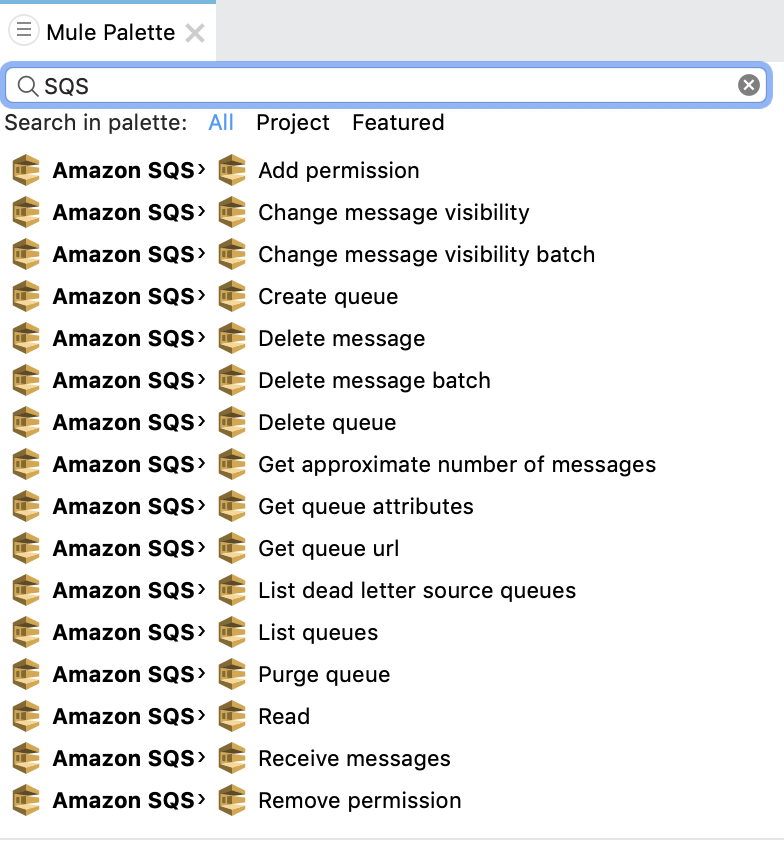 Mule Palette
SQS
Search in palette: All Project Featured
Amazon SQS › Add permission
Amazon SQS › Change message visibility
Amazon SQS › Change message visibility batch
Amazon SQS › Create queue
Amazon SQS › Delete message
Amazon SQS › Delete message batch
Amazon SQS › Delete queue
Amazon SQS › Get approximate number of messages
Amazon SQS › Get queue attributes
Amazon SQS › Get queue url
Amazon SQS › List dead letter source queues
Amazon SQS › List queues
Amazon SQS › Purge queue
Amazon SQS › Read
Amazon SQS › Receive messages
Amazon SQS › Remove permission